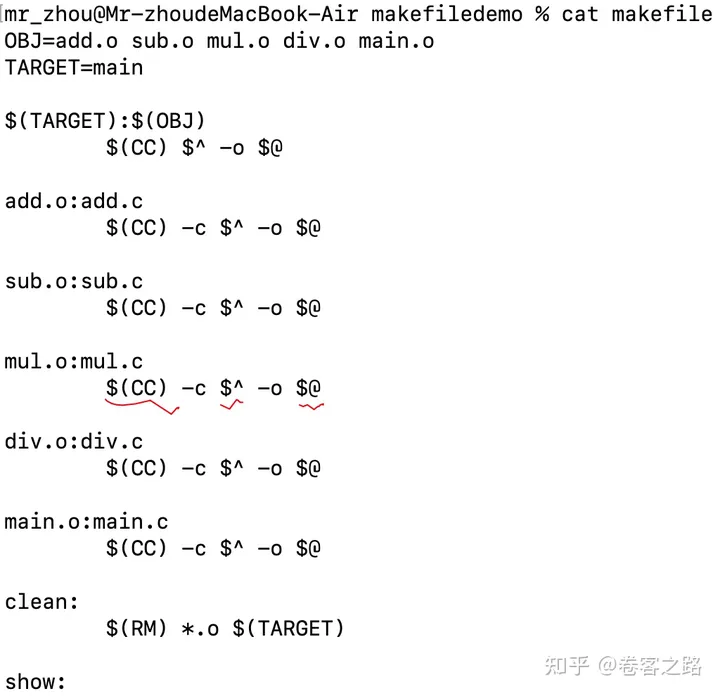 mr_zhou@Mr-zhoudeMacBook-Air makefiledemo % cat makefile
OBJ=add.o sub.o mul.o div.o main.o
TARGET=main
$(TARGET):$(OBJ)
$(CC) $^ -o $@
add.o:add.c
$(CC) -c $^ -o $@
sub.o:sub.c
$(CC) -c $^ -o $@
mul.o:mul.c
$(CC) -c $^ -o $@
div.o:div.c
$(CC) -c $^ -o $@
main.o:main.c
$(CC) -c $^ -o $@
clean:
$(RM) *.o $(TARGET)
show:
知乎 @卷客之路